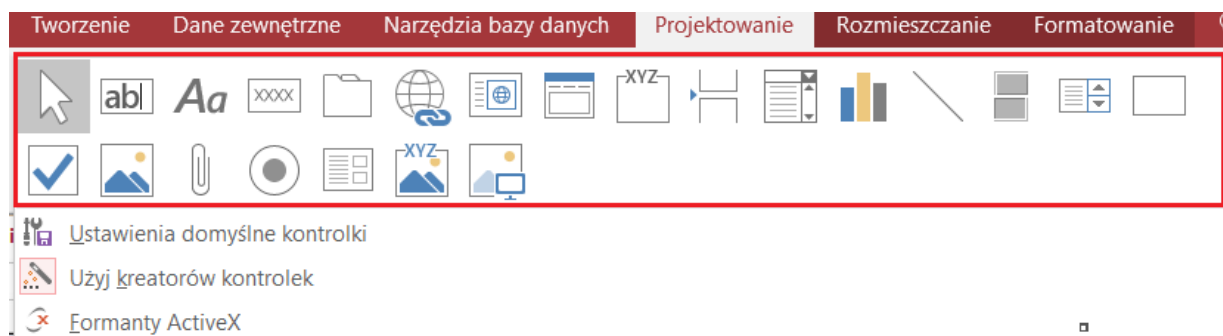 Tworzenie Dane zewnętrzne Narzędzia bazy danych Projektowanie Rozmieszczanie Formatowanie
ab Aa XXXX XYZ
XYZ
Ustawienia domyślne kontrolki
Użyj kreatorów kontrolek
Formanty ActiveX